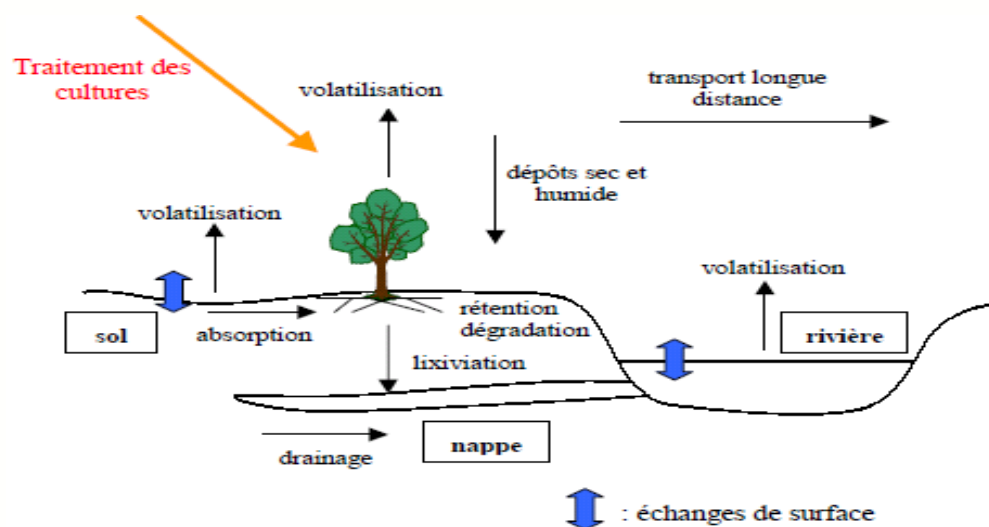 Traitement des
cultures
volatilisation
transport longue
distance
dépôts sec et
humide
volatilisation
volatilisation
sol
absorption
rétention
dégradation
rivière
lixiviation
nappe
drainage
: échanges de surface